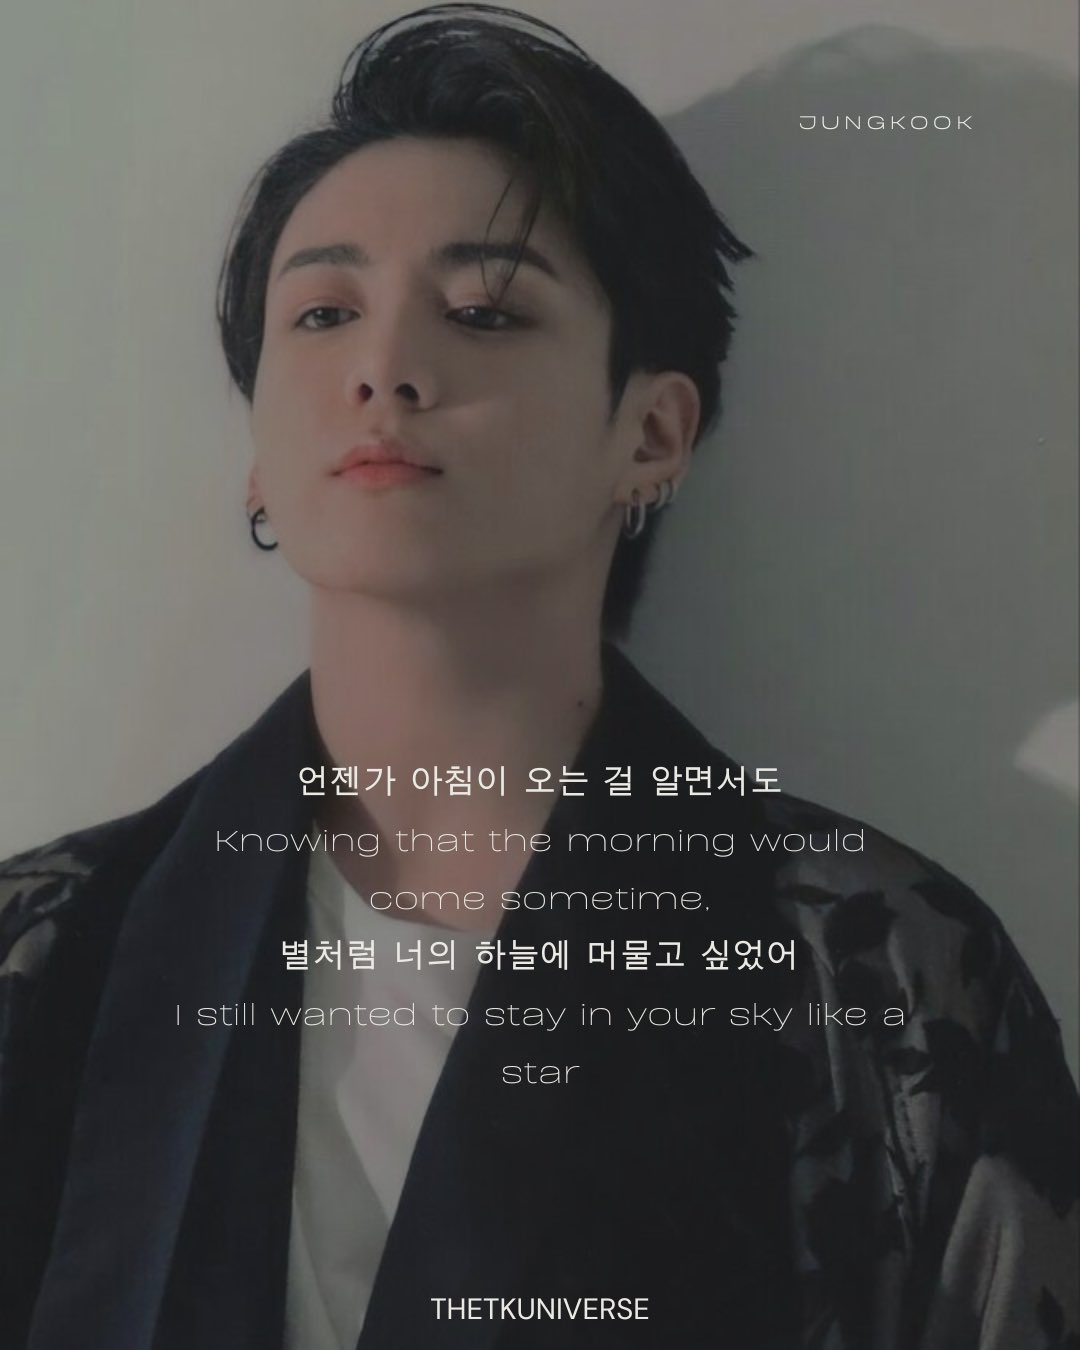 JUNGKOOK
언젠가 아침이 오는 걸 알면서도
Knowing that the morning would
come sometime,
별처럼 너의 하늘에 머물고 싶었어
I still wanted to stay in your sky like a
star
THETKUNIVERSE